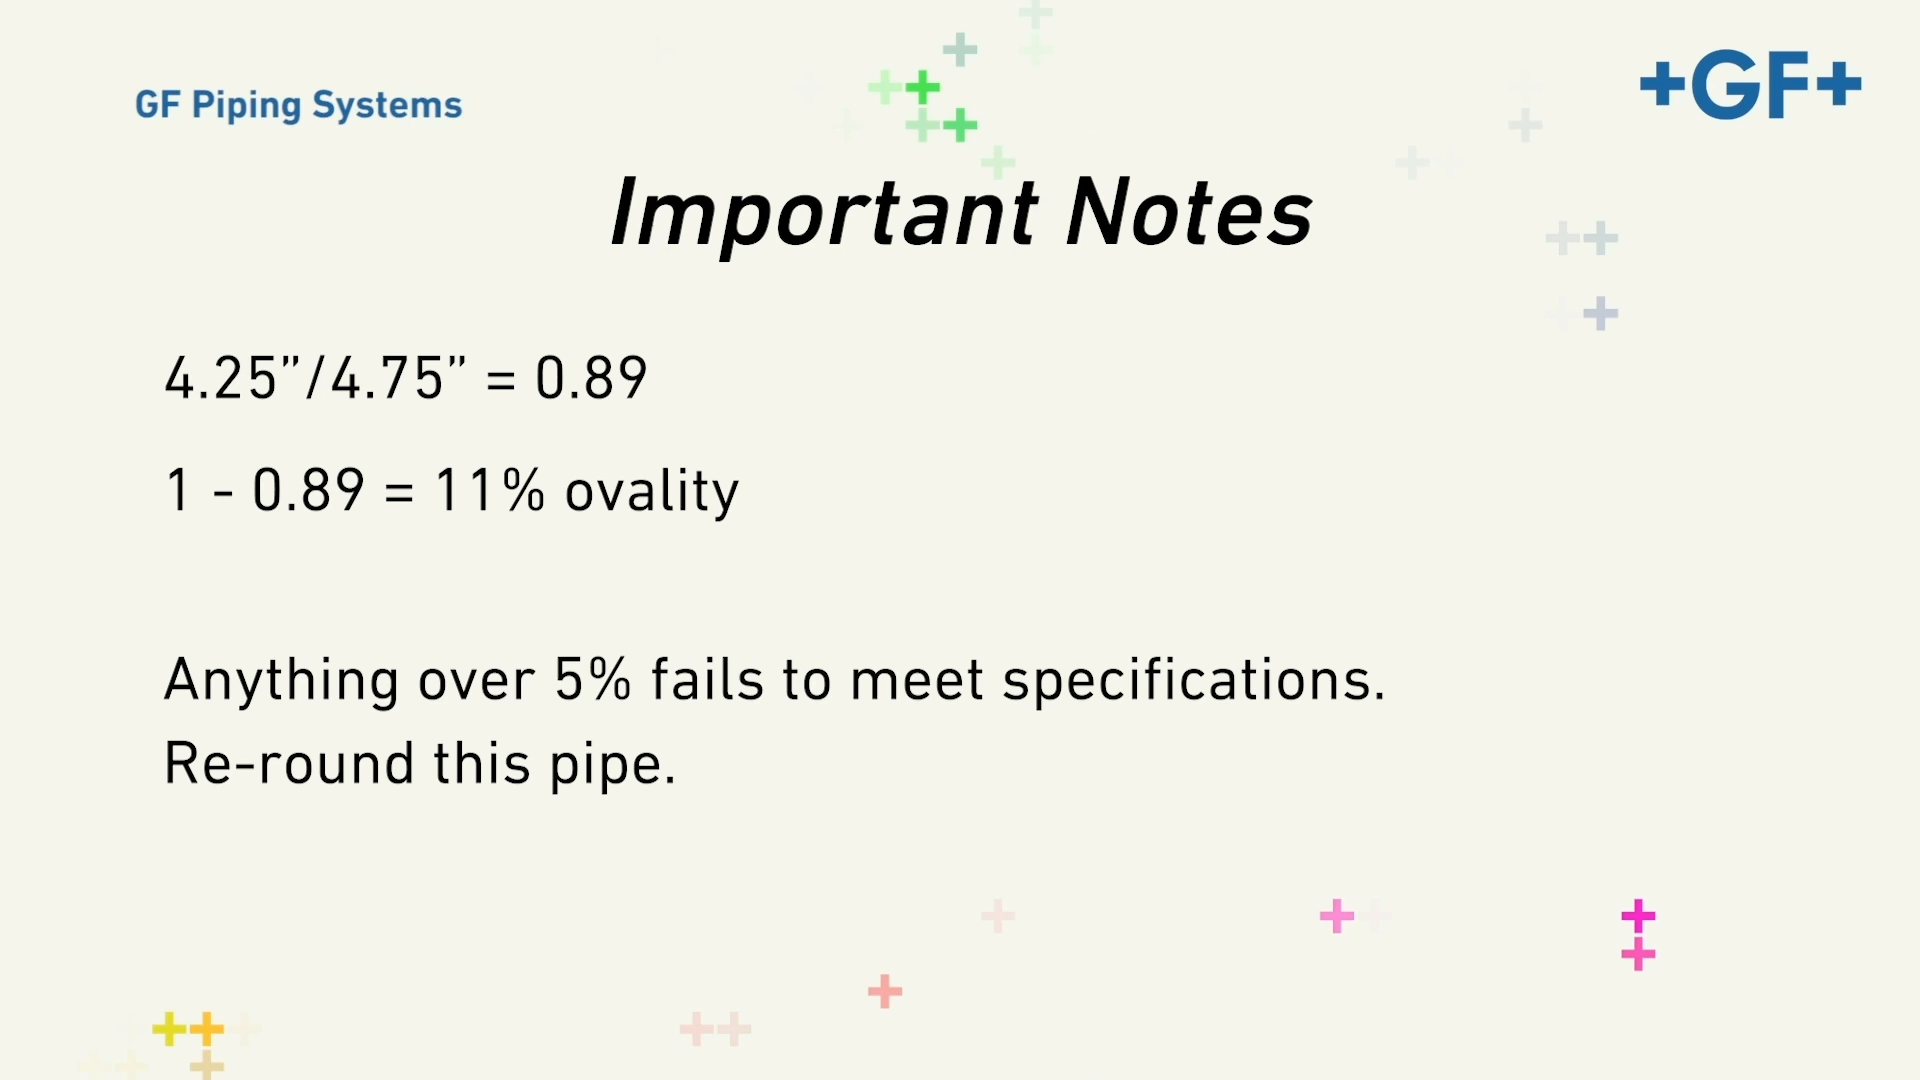 GF Piping Systems
+GF+
Important Notes
4.25”/4.75” = 0.89
1 - 0.89 = 11% ovality
Anything over 5% fails to meet specifications.
Re-round this pipe.